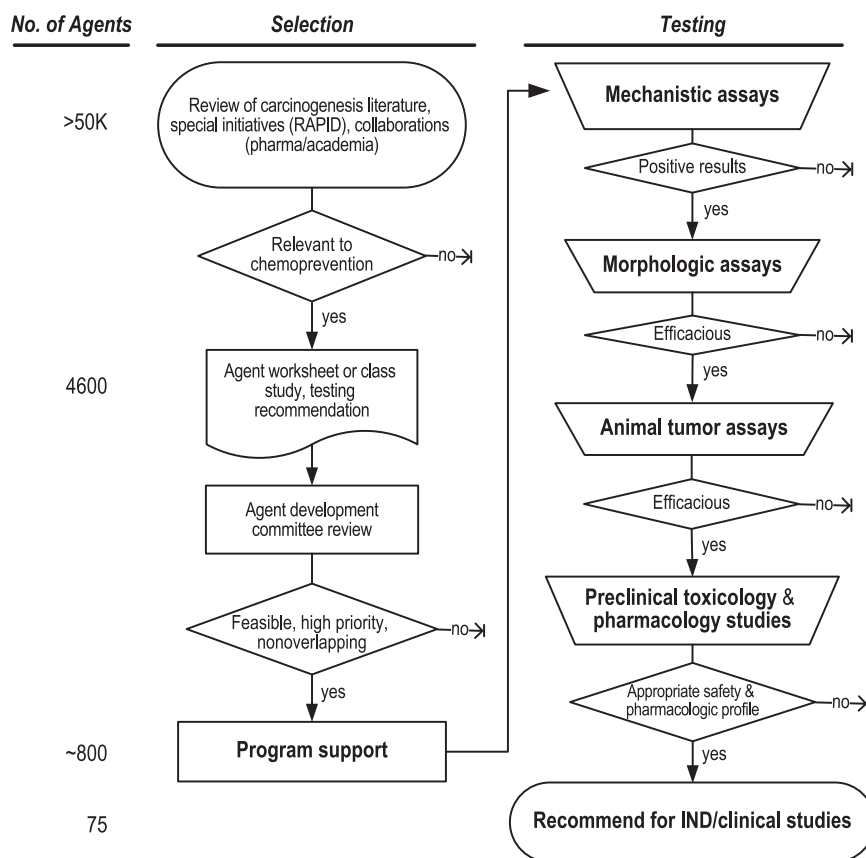 No. of Agents
Selection
Testing
>50K
Review of carcinogenesis literature,
special initiatives (RAPID), collaborations
(pharma/academia)
Relevant to
chemoprevention
no
yes
4600
Agent worksheet or class
study, testing
recommendation
Agent development
committee review
Feasible, high priority,
nonoverlapping
no
yes
~800
Program support
75
Mechanistic assays
Positive results
no
yes
Morphologic assays
Efficacious
no
yes
Animal tumor assays
Efficacious
no
yes
Preclinical toxicology &
pharmacology studies
Appropriate safety &
pharmacologic profile
no
yes
Recommend for IND/clinical studies